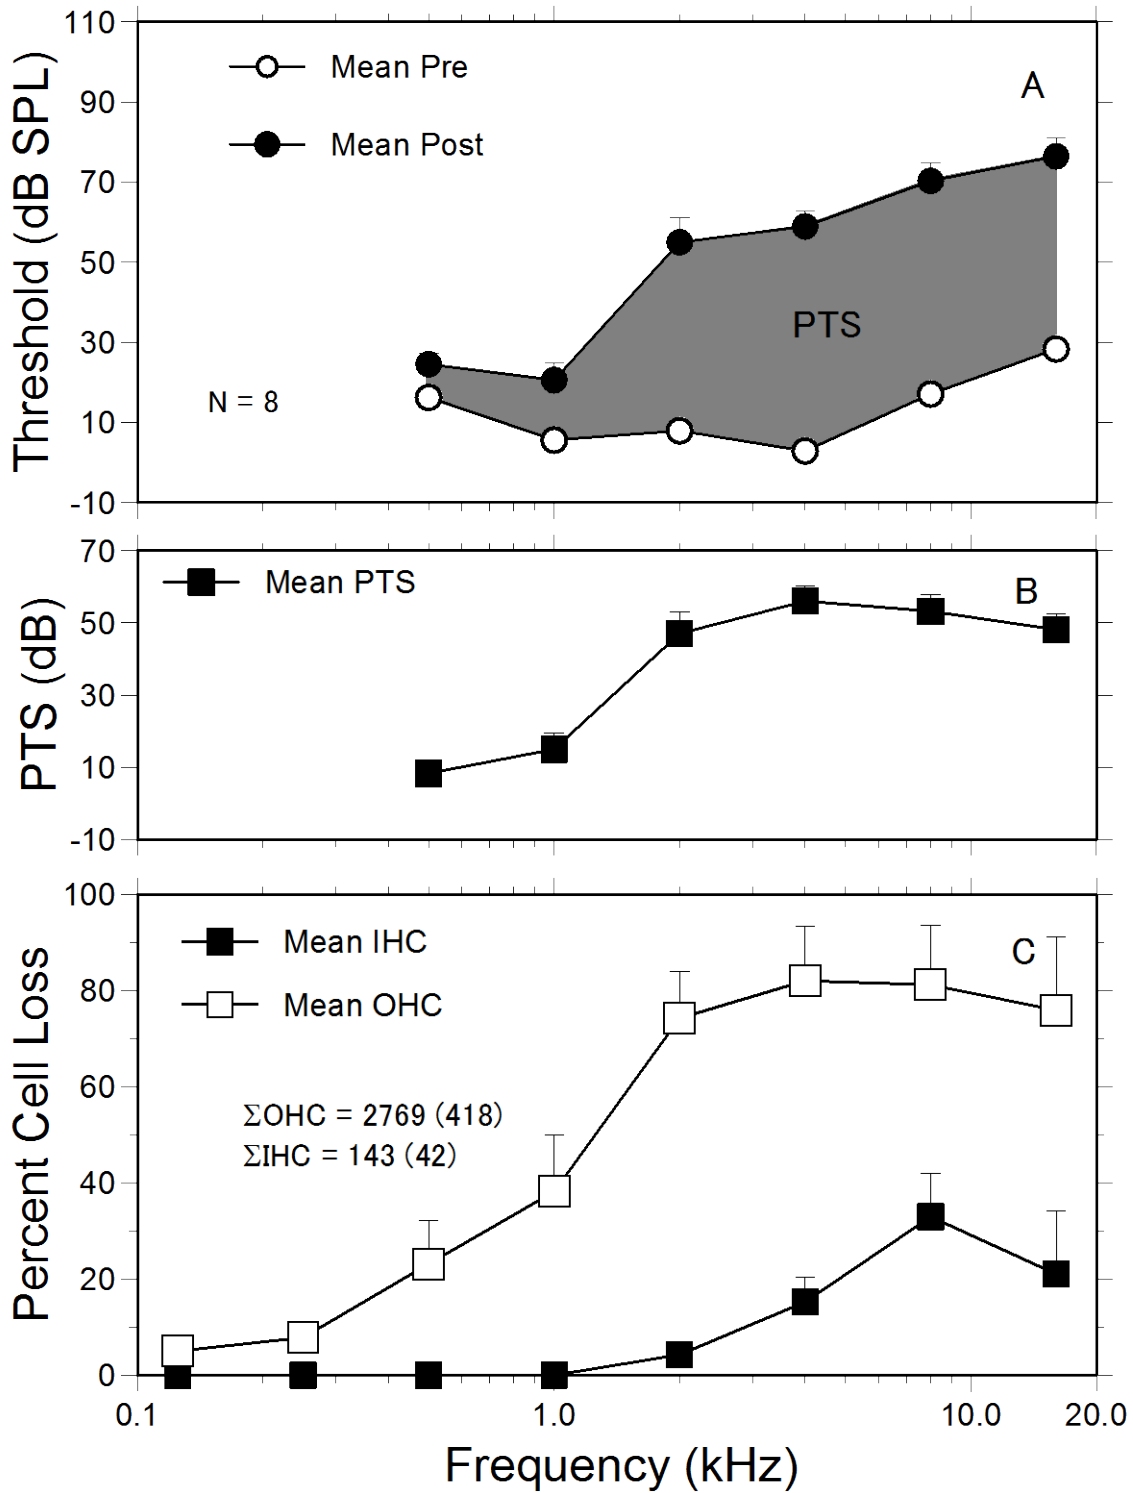 110
90
70
50
30
10
-10
Threshold (dB SPL)
Mean Pre
Mean Post
A
PTS
N = 8
70
50
30
10
-10
PTS (dB)
Mean PTS
B
100
80
60
40
20
0
Percent Cell Loss
Mean IHC
Mean OHC
C
ΣOHC = 2769 (418)
ΣIHC = 143 (42)
0.1 1.0 10.0 20.0
Frequency (kHz)